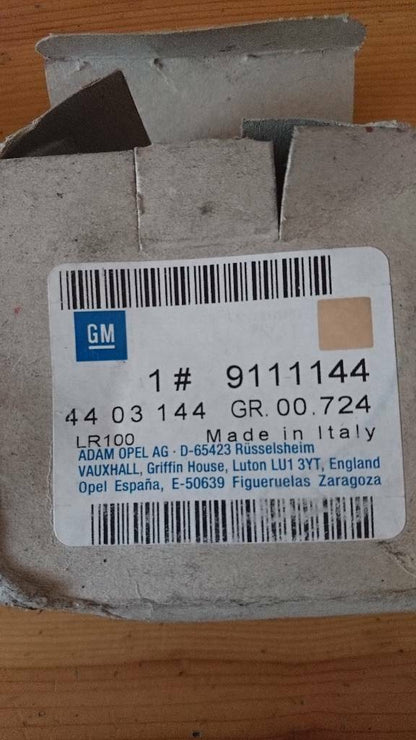 GM
1# 9111144
44 03 144 GR. 00.724
LR100 Made in Italy
ADAM OPEL AG · D-65423 Rüsselsheim
VAUXHALL, Griffin House, Luton LU1 3YT, England
Opel España, E-50639 Figueruelas Zaragoza